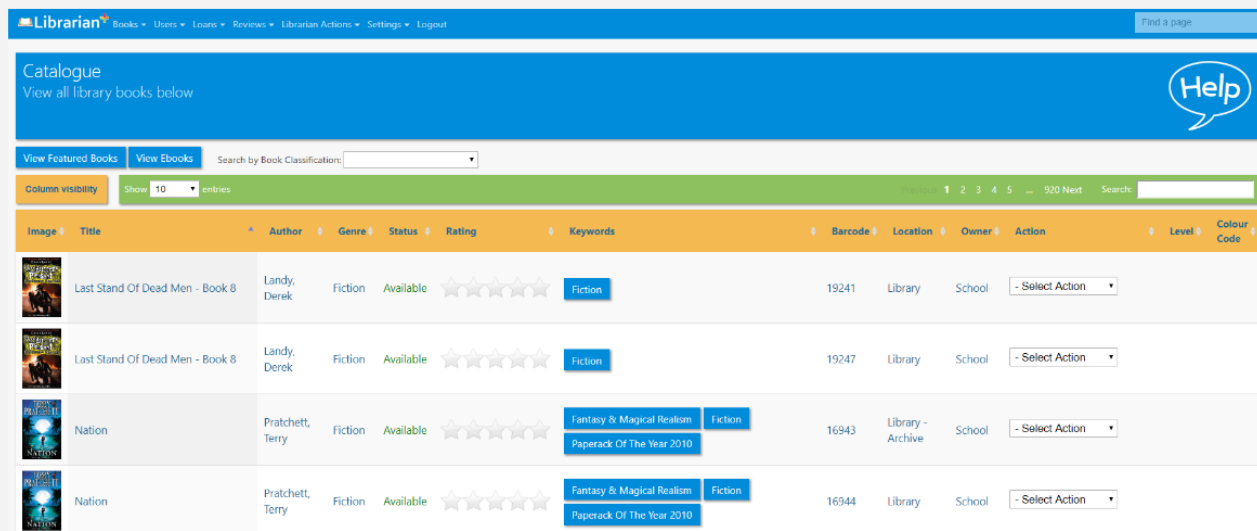 Librarian Books Users Loans Reviews Librarian Actions Settings Logout Find a page
Catalogue
View all library books below
Help
View Featured Books View Ebooks Search by Book Classification:
Column visibility Show 10 entries Previous 1 2 3 4 5 ... 920 Next Search:
Image Title Author Genre Status Rating Keywords Barcode Location Owner Action Level Colour
Code
Last Stand Of Dead Men - Book 8 Landy,
Derek Fiction Available Fiction 19241 Library School - Select Action
Last Stand Of Dead Men - Book 8 Landy,
Derek Fiction Available Fiction 19247 Library School - Select Action
Nation Pratchett,
Terry Fiction Available Fantasy & Magical Realism Fiction
Paperack Of The Year 2010 16943 Library -
Archive School - Select Action
Nation Pratchett,
Terry Fiction Available Fantasy & Magical Realism Fiction
Paperack Of The Year 2010 16944 Library School - Select Action